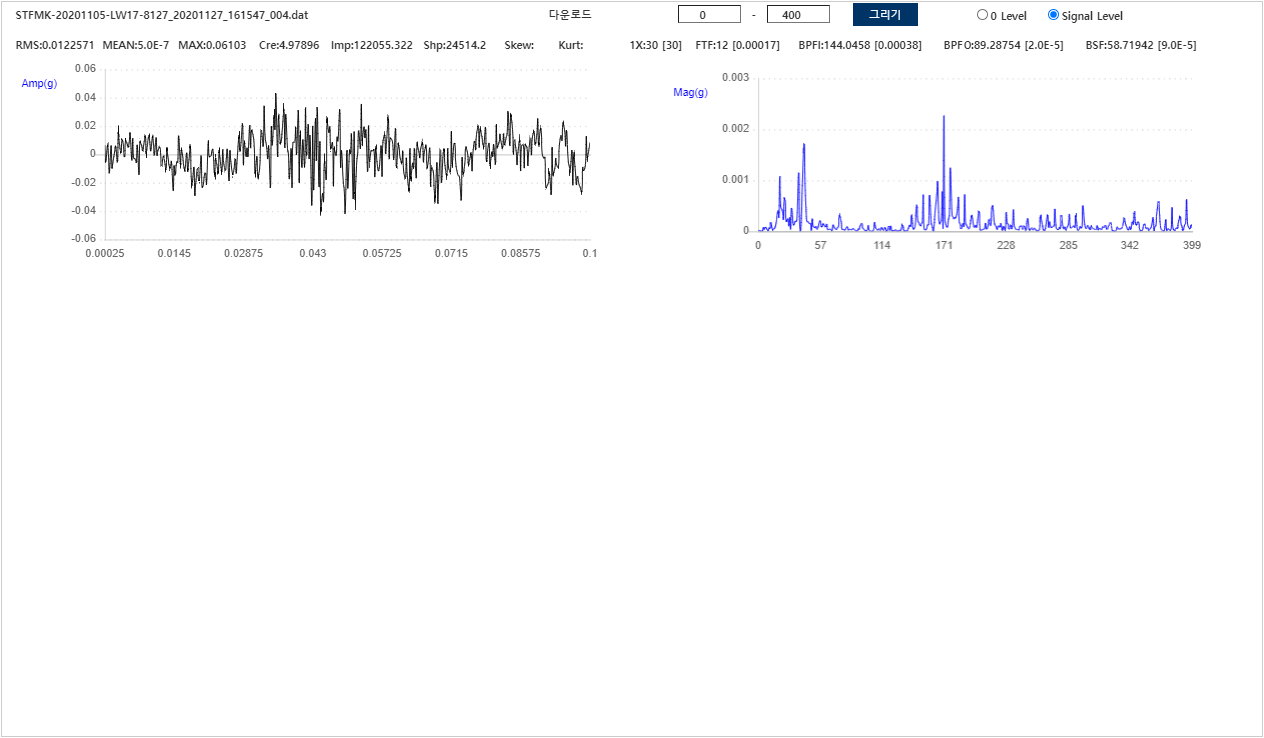 STFMK-20201105-LW17-8127_20201127_161547_004.dat 다운로드 0 - 400 그리기 0 Level Signal Level
RMS:0.0122571 MEAN:5.0E-7 MAX:0.06103 Cre:4.97896 Imp:122055.322 Shp:24514.2 Skew: Kurt: 1X:30 [30] FTF:12 [0.00017] BPFI:144.0458 [0.00038] BPFO:89.28754 [2.0E-5] BSF:58.71942 [9.0E-5]
Amp(g)
0.06
0.04
0.02
0
-0.02
-0.04
-0.06
0.00025 0.0145 0.02875 0.043 0.05725 0.0715 0.08575 0.1
Mag(g)
0.003
0.002
0.001
0
0 57 114 171 228 285 342 399